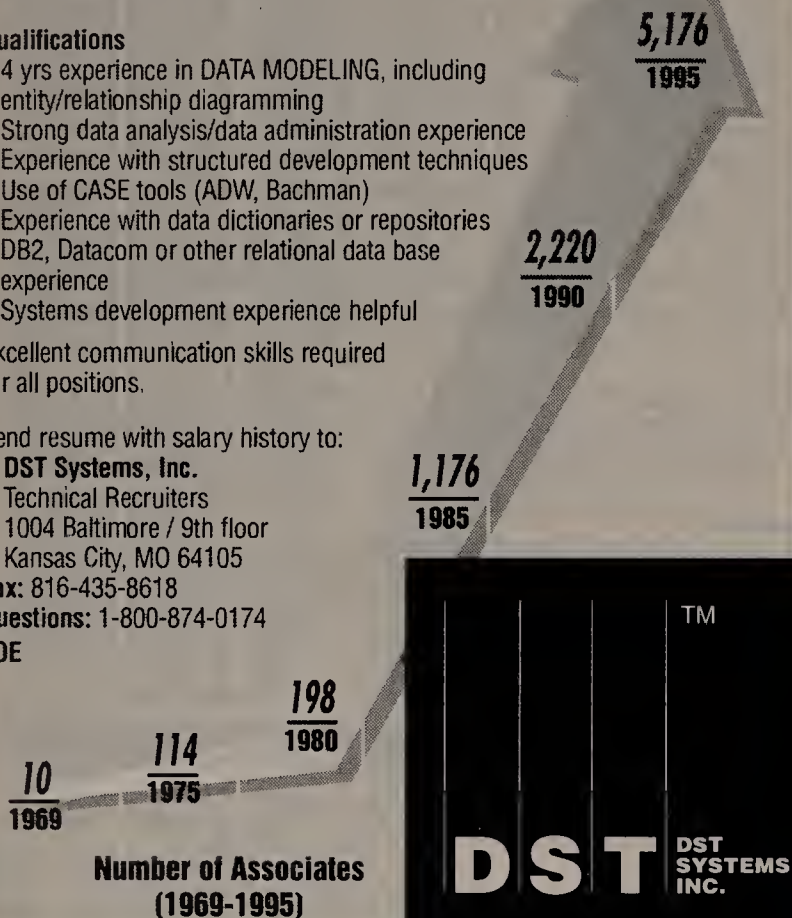 ualifications
4 yrs experience in DATA MODELING, including
entity/relationship diagramming
Strong data analysis/data administration experience
Experience with structured development techniques
Use of CASE tools (ADW, Bachman)
Experience with data dictionaries or repositories
DB2, Datacom or other relational data base
experience
Systems development experience helpful
xcellent communication skills required
r all positions.
end resume with salary history to:
DST Systems, Inc.
Technical Recruiters
1004 Baltimore / 9th floor
Kansas City, MO 64105
ax: 816-435-8618
uestions: 1-800-874-0174
OE
5,176
1995
2,220
1990
1,176
1985
198
1980
114
1975
10
1969
Number of Associates
(1969-1995)
TM
DST
DST
SYSTEMS
INC.